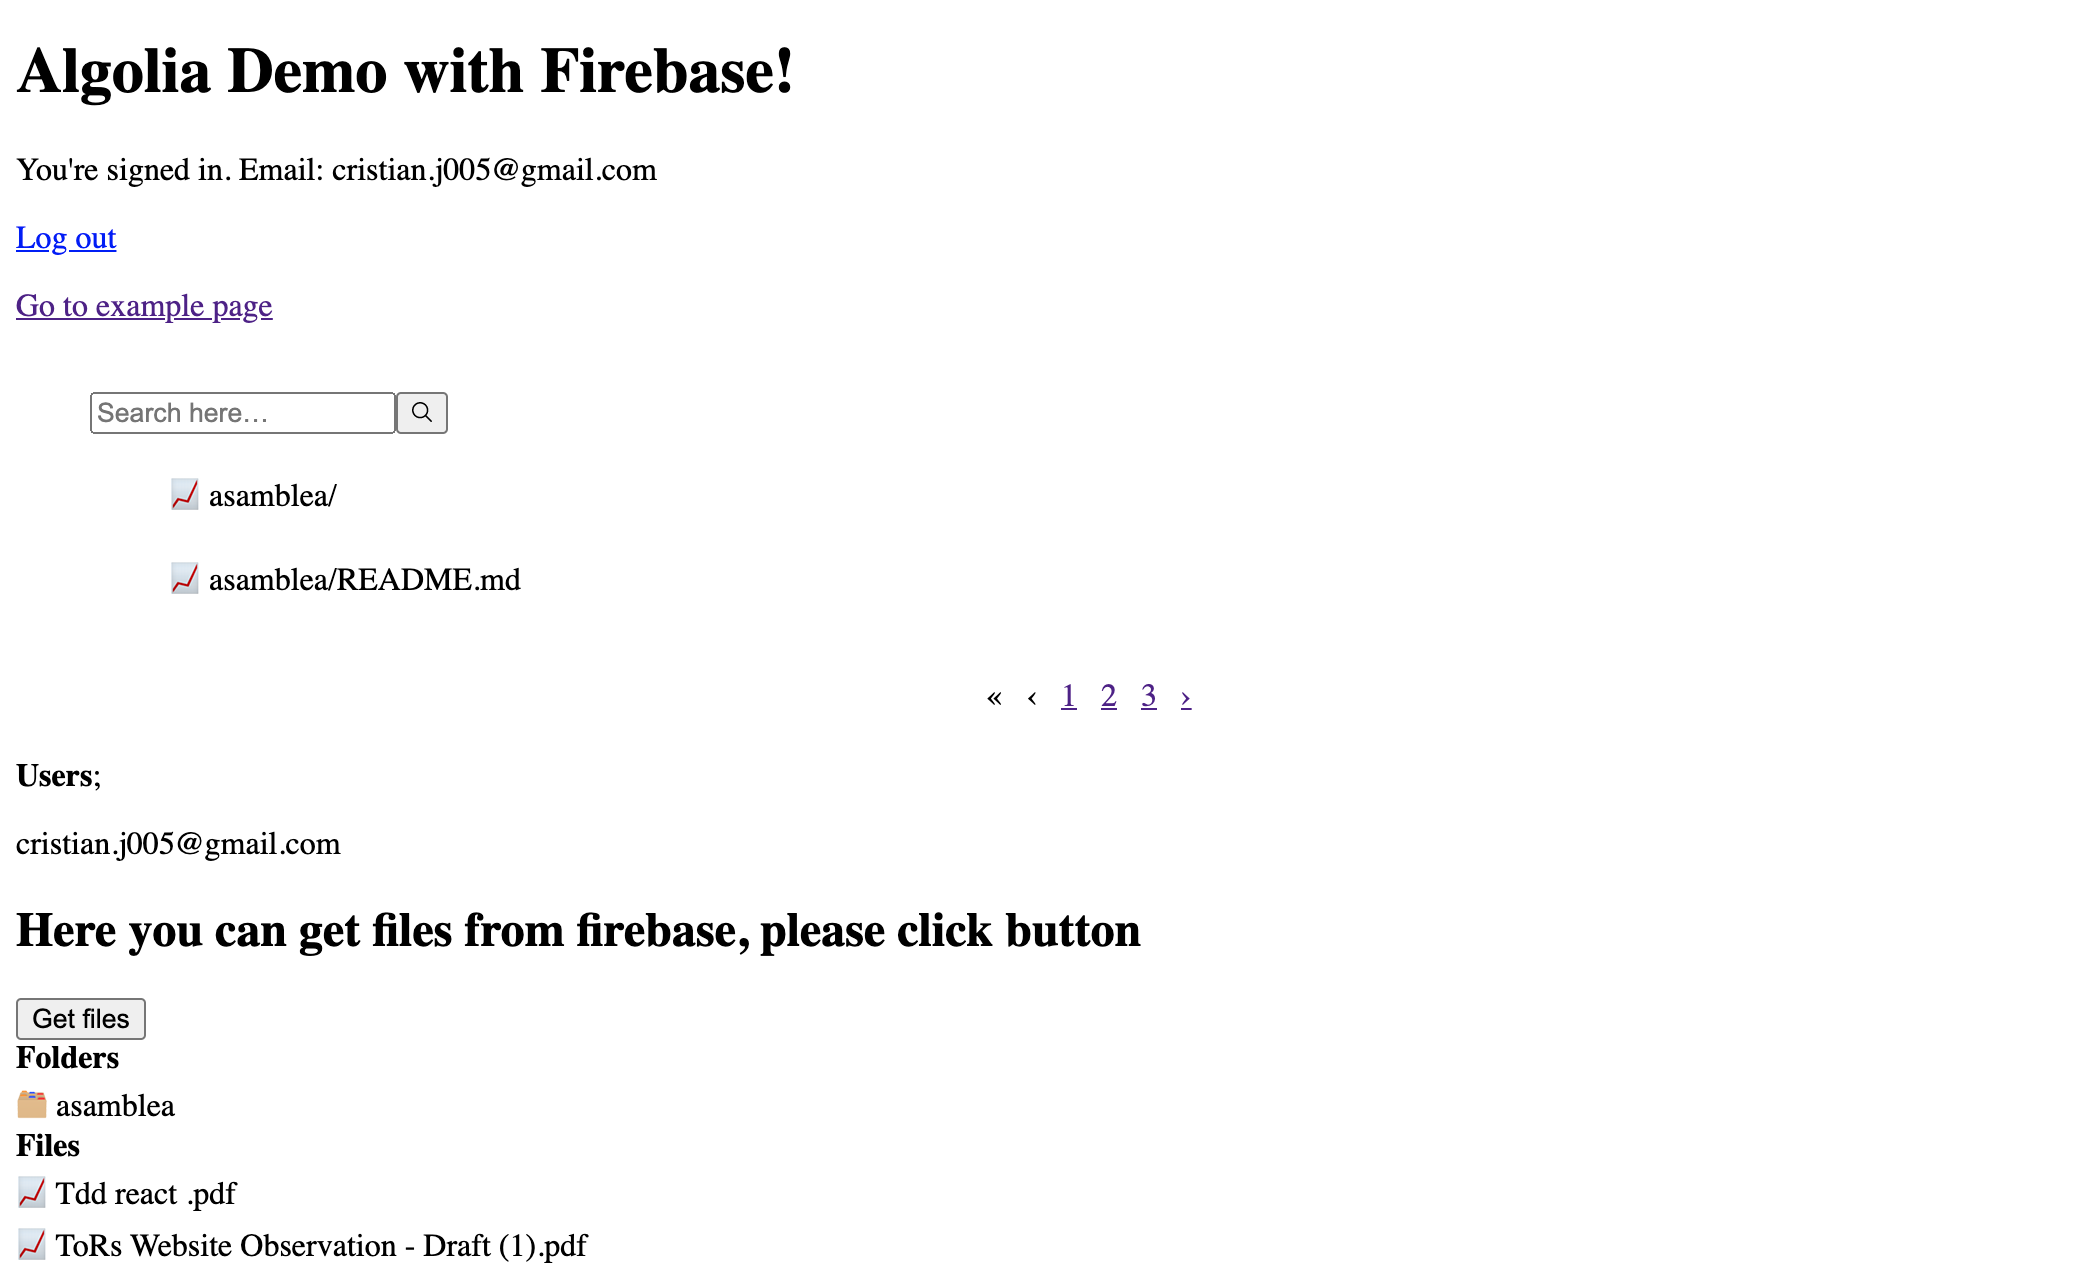 Algolia Demo with Firebase!
You're signed in. Email: cristian.j005@gmail.com
Log out
Go to example page
Search here…
asamblea/
asamblea/README.md
« ‹ 1 2 3 ›
Users;
cristian.j005@gmail.com
Here you can get files from firebase, please click button
Get files
Folders
asamblea
Files
Tdd react .pdf
ToRs Website Observation - Draft (1).pdf